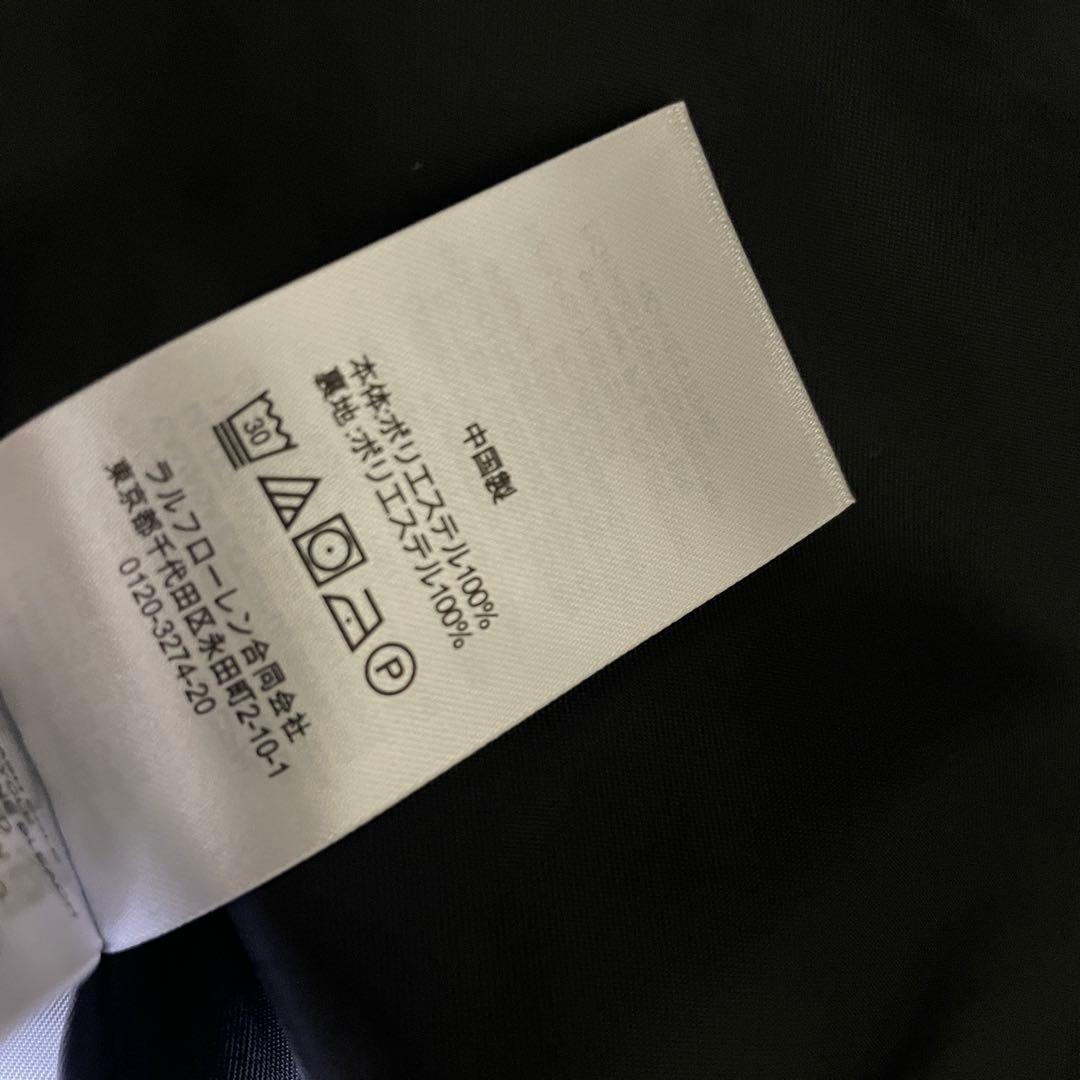 中国製
本体:ポリエステル100%
裏地:ポリエステル100%
30
P
ラルフローレン合同会社
東京都千代田区永田町2-10-1
0120-3274-20